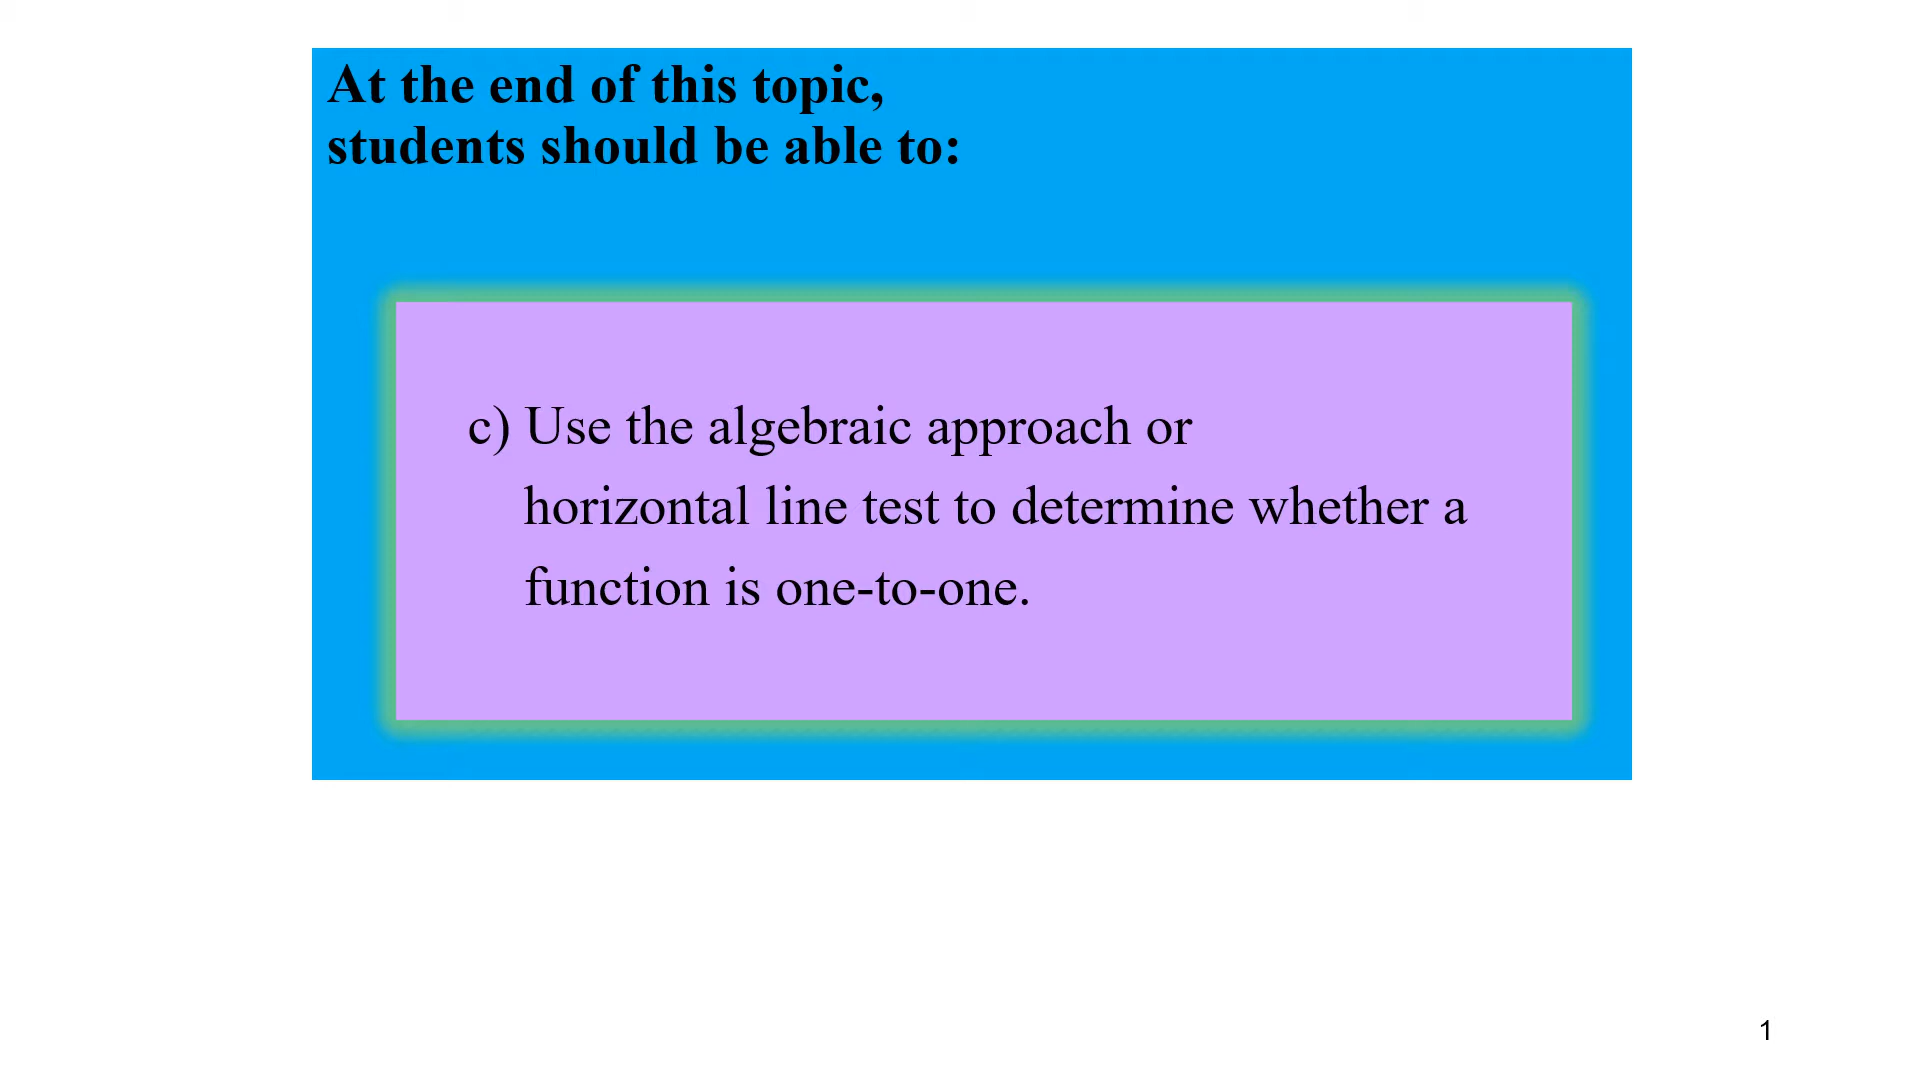 At the end of this topic,
students should be able to:
c) Use the algebraic approach or
horizontal line test to determine whether a
function is one-to-one.
1